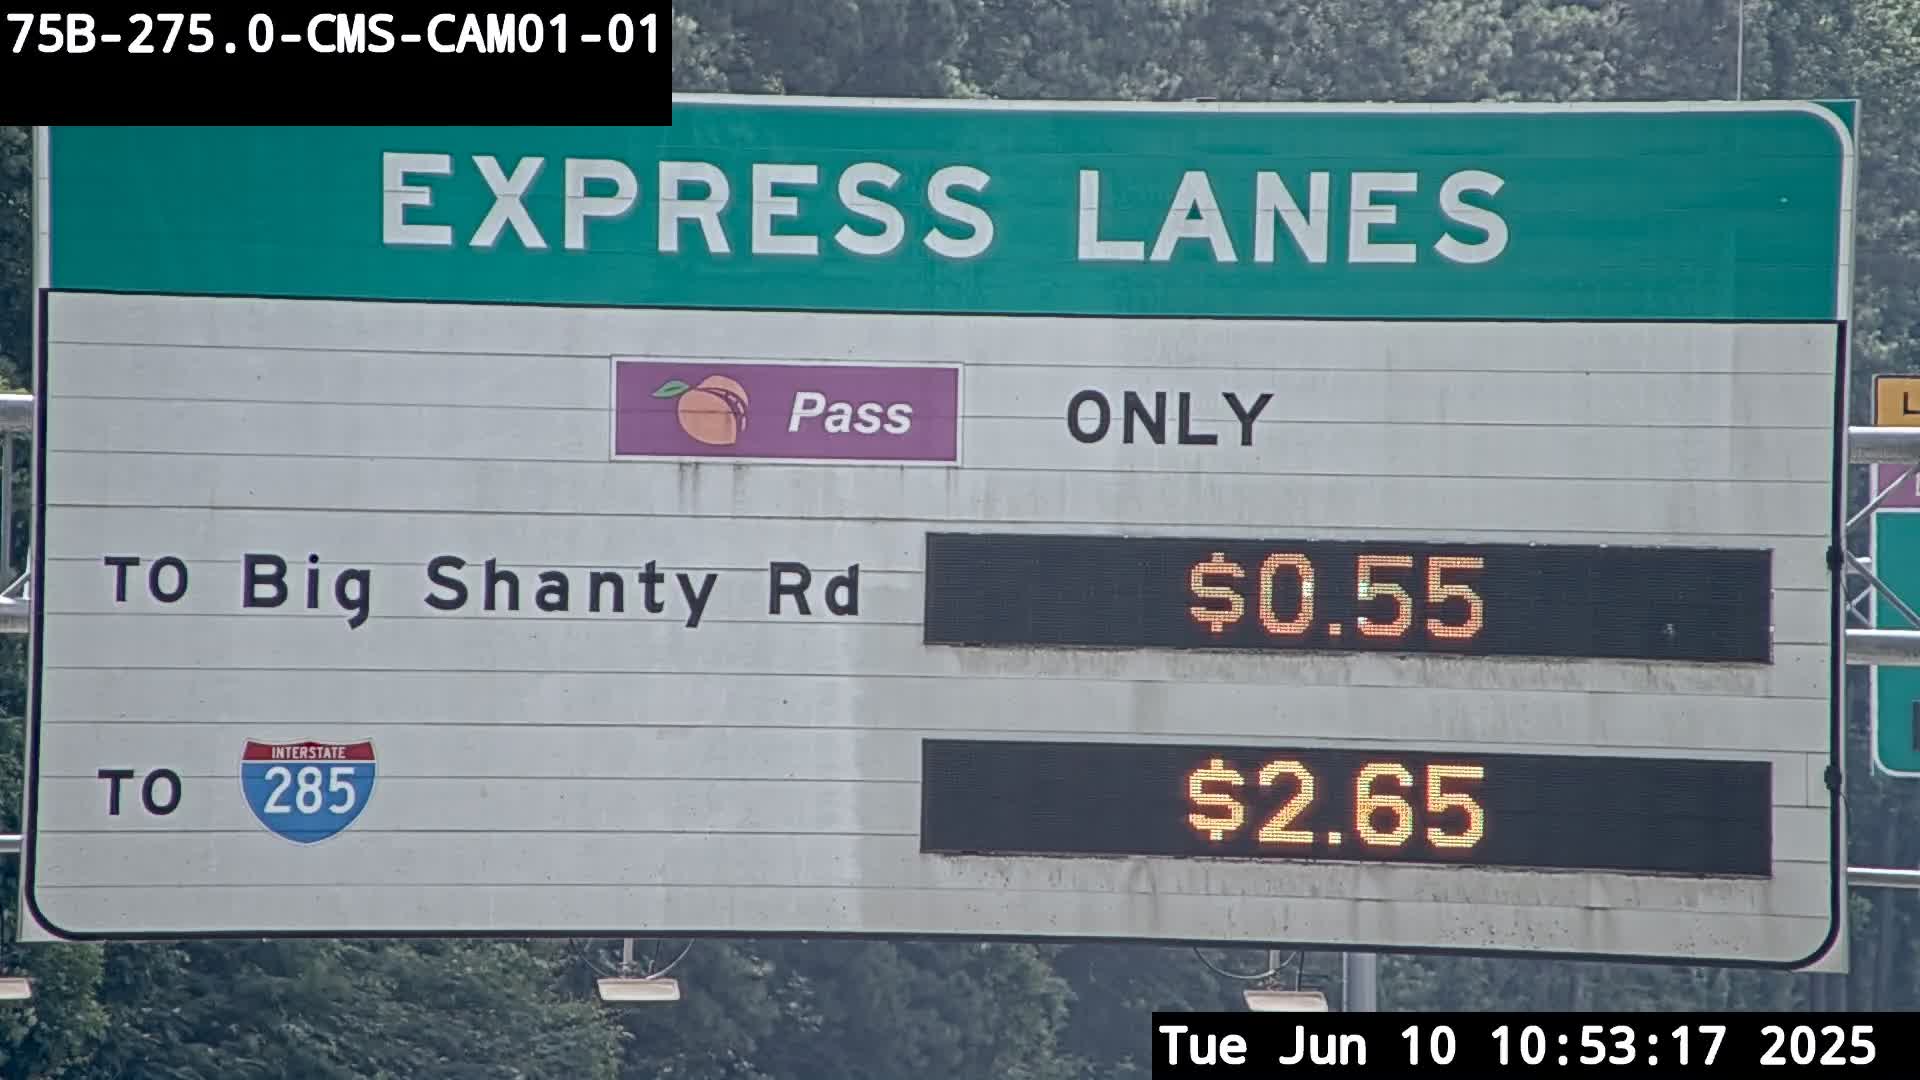 75B-275.0-CMS-CAM01-01
EXPRESS LANES
Pass ONLY
TO Big Shanty Rd $0.55
INTERSTATE
TO 285 $2.65
Tue Jun 10 10:53:17 2025